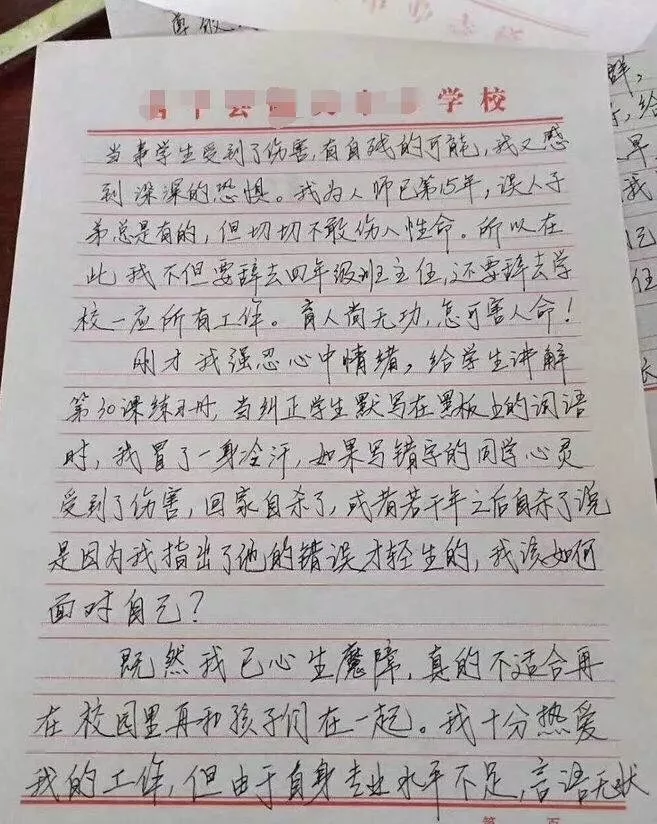 学校
当事学生受到了伤害,有自残的可能,我又感
到深深的恐惧。我为人师已第15年,误人子
弟总是有的,但切切不敢伤人性命。所以在
此我不但要辞去四年级班主任,还要辞去学
校一应所有工作。育人尚无功,怎可害人命!
刚才我强忍心中情绪,给学生讲解
第30课练习册,当纠正学生默写在黑板上的词语
时,我冒了一身冷汗,如果写错字的同学心灵
受到了伤害,回家自杀了,或者若干年之后自杀了说
是因为我指出了他的错误才轻生的,我该如何
面对自己?
既然我已心生魔障,真的不适合再
在校园里再和孩子们在一起。我十分热爱
我的工作,但由于自身专业水平不足,言语无状
第 页